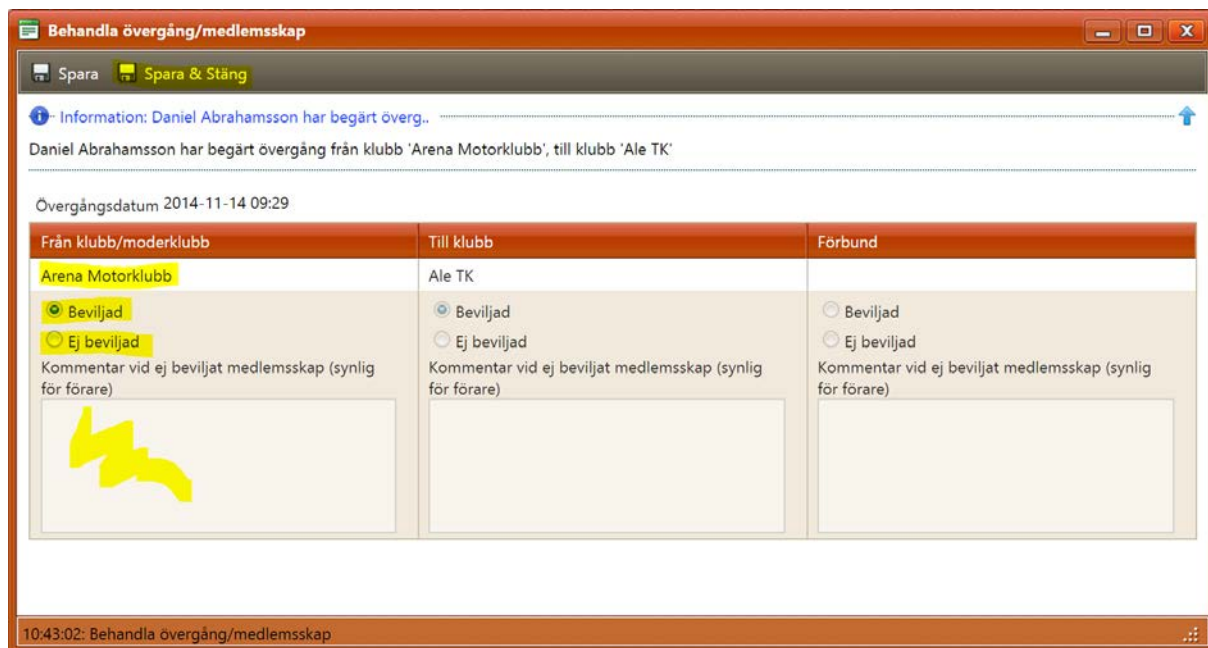 Behandla övergång/medlemsskap
Spara Spara & Stäng
Information: Daniel Abrahamsson har begärt överg..
Daniel Abrahamsson har begärt övergång från klubb 'Arena Motorklubb', till klubb 'Ale TK'
Övergångsdatum 2014-11-14 09:29
Från klubb/moderklubb Till klubb Förbund
Arena Motorklubb Ale TK
Beviljad Beviljad Beviljad
Ej beviljad Ej beviljad Ej beviljad
Kommentar vid ej beviljat medlemsskap (synlig Kommentar vid ej beviljat medlemsskap (synlig Kommentar vid ej beviljat medlemsskap (synlig
för förare) för förare) för förare)
10:43:02: Behandla övergång/medlemsskap